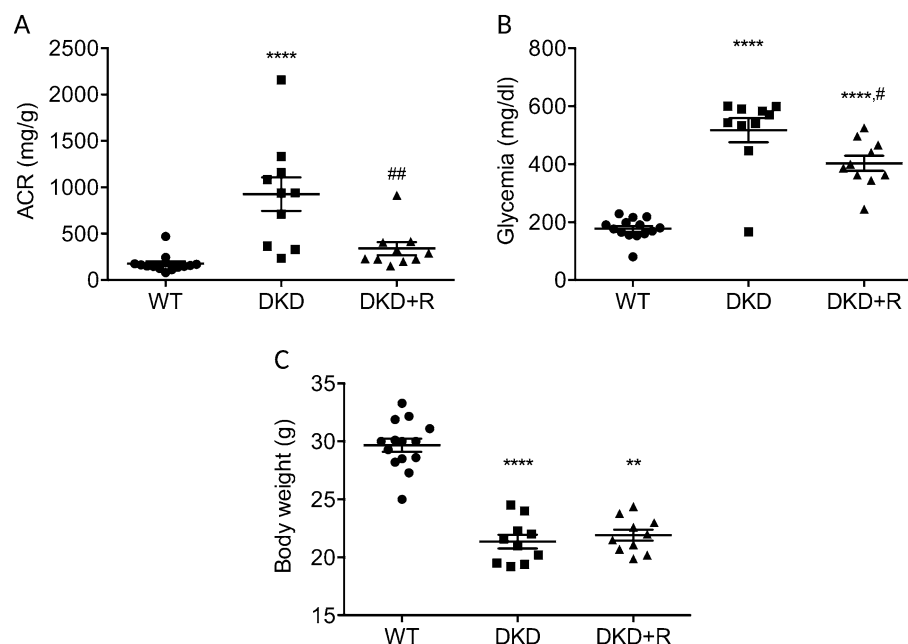 A
ACR (mg/g)
2500
2000
1500
1000
500
0
****
##
WT DKD DKD+R
B
Glycemia (mg/dl)
800
600
400
200
0
****
****,#
WT DKD DKD+R
C
Body weight (g)
35
30
25
20
15
**** **
WT DKD DKD+R